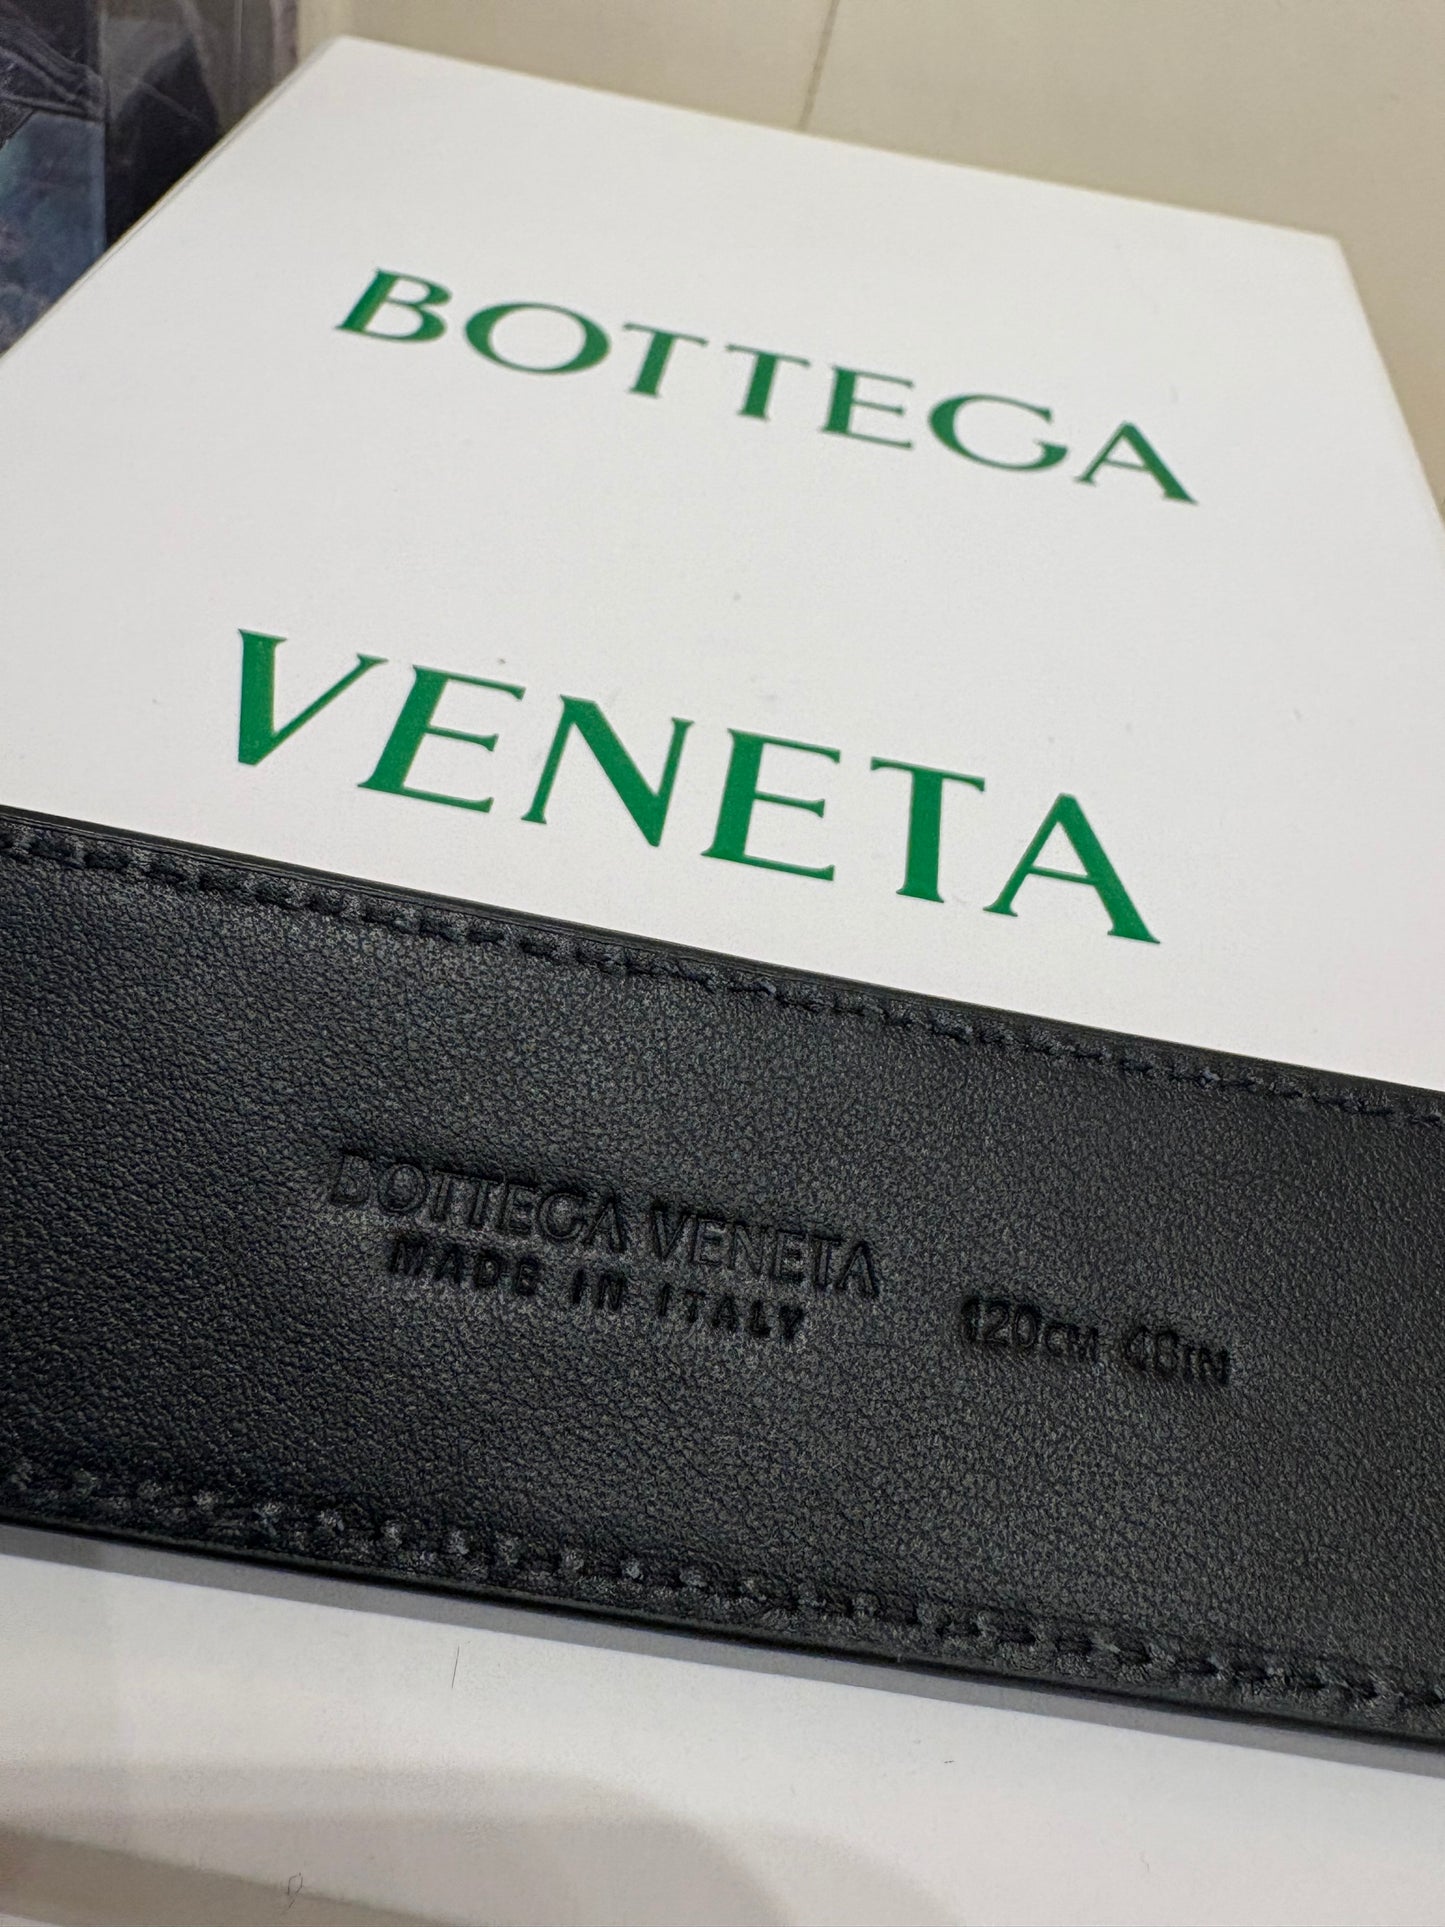 BOTTEGA
VENETA
BOTTEGA VENETA
MADE IN ITALY
120CM 48IN